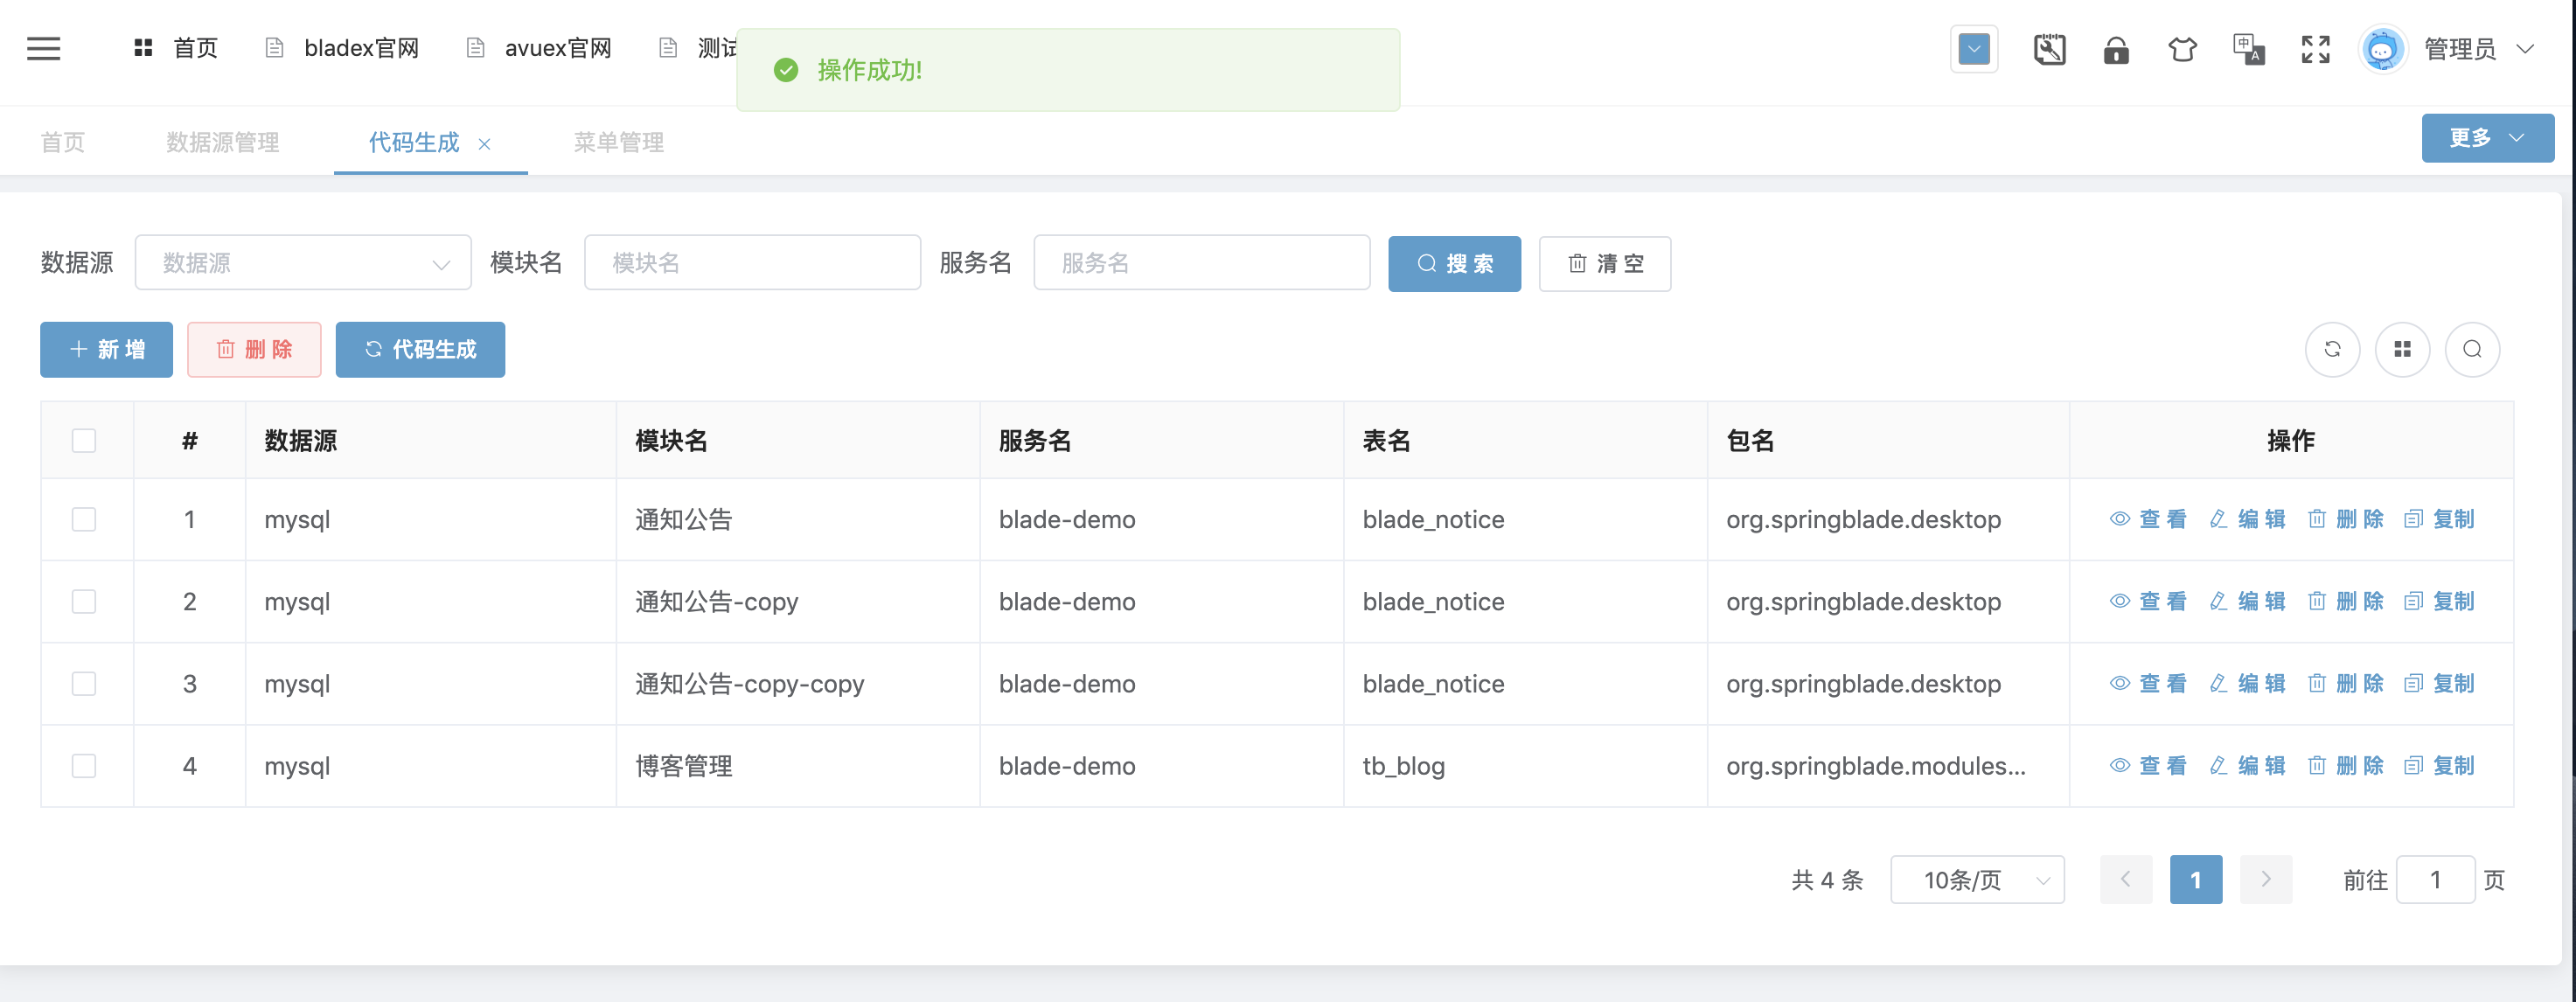 首页 bladex官网 avuex官网 测试 操作成功! 中 A 管理员
首页 数据源管理 代码生成 菜单管理 更多
数据源 数据源 模块名 模块名 服务名 服务名 搜 索 清 空
新 增 删 除 代码生成
# 数据源 模块名 服务名 表名 包名 操作
1 mysql 通知公告 blade-demo blade_notice org.springblade.desktop 查 看 编 辑 删 除 复制
2 mysql 通知公告-copy blade-demo blade_notice org.springblade.desktop 查 看 编 辑 删 除 复制
3 mysql 通知公告-copy-copy blade-demo blade_notice org.springblade.desktop 查 看 编 辑 删 除 复制
4 mysql 博客管理 blade-demo tb_blog org.springblade.modules... 查 看 编 辑 删 除 复制
共 4 条 10条/页 1 前往 1 页